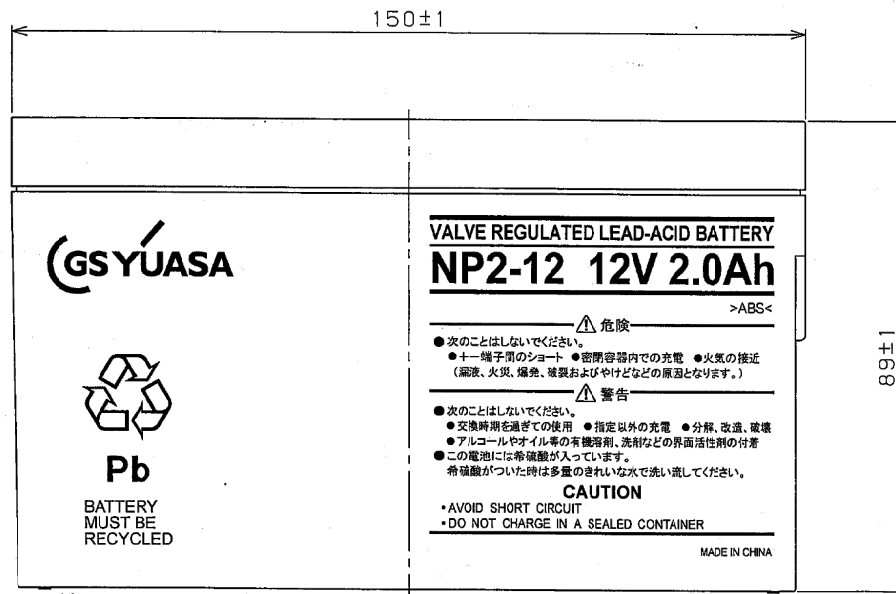 150±1
GS YUASA
Pb
BATTERY
MUST BE
RECYCLED
VALVE REGULATED LEAD-ACID BATTERY
NP2-12 12V 2.0Ah
>ABS<
⚠ 危険
●次のことはしないでください。
●+−端子間のショート ●密閉容器内での充電 ●火気の接近
(漏液、火災、爆発、破裂およびやけどなどの原因となります。)
⚠ 警告
●次のことはしないでください。
●交換時期を過ぎての使用 ●指定以外の充電 ●分解、改造、破壊
●アルコールやオイル等の有機溶剤、洗剤などの界面活性剤の付着
●この電池には希硫酸が入っています。
希硫酸がついた時は多量のきれいな水で洗い流してください。
CAUTION
•AVOID SHORT CIRCUIT
•DO NOT CHARGE IN A SEALED CONTAINER
MADE IN CHINA
89±1